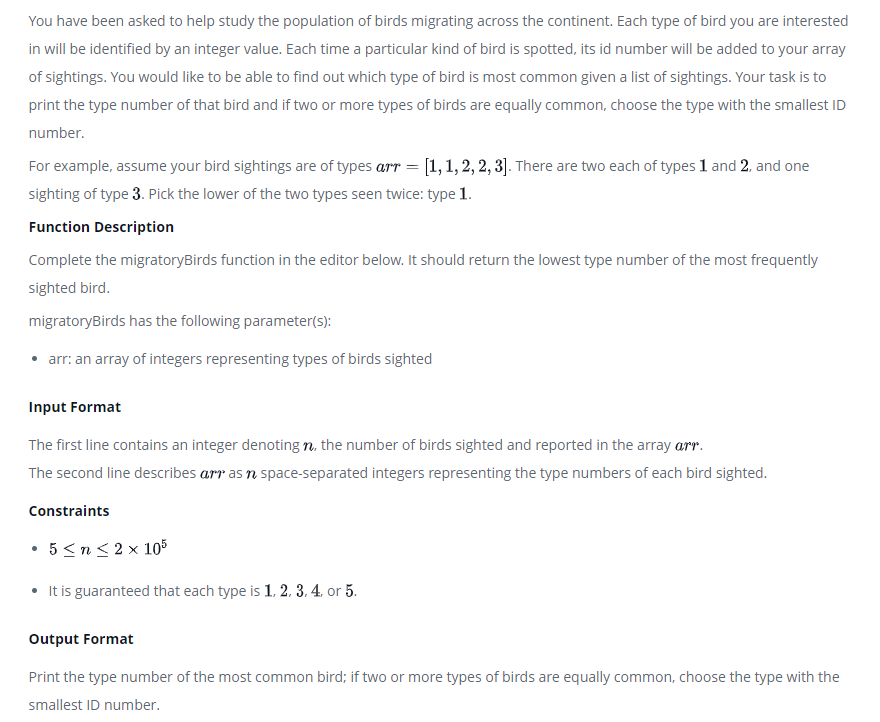 You have been asked to help study the population of birds migrating across the continent. Each type of bird you are interested
in will be identified by an integer value. Each time a particular kind of bird is spotted, its id number will be added to your array
of sightings. You would like to be able to find out which type of bird is most common given a list of sightings. Your task is to
print the type number of that bird and if two or more types of birds are equally common, choose the type with the smallest ID
number.
For example, assume your bird sightings are of types arr = [1, 1, 2, 2, 3]. There are two each of types 1 and 2, and one
sighting of type 3. Pick the lower of the two types seen twice: type 1.
Function Description
Complete the migratoryBirds function in the editor below. It should return the lowest type number of the most frequently
sighted bird.
migratoryBirds has the following parameter(s):
• arr: an array of integers representing types of birds sighted
Input Format
The first line contains an integer denoting n, the number of birds sighted and reported in the array arr.
The second line describes arr as n space-separated integers representing the type numbers of each bird sighted.
Constraints
• 5 ≤ n ≤ 2 × 10⁵
• It is guaranteed that each type is 1, 2, 3, 4, or 5.
Output Format
Print the type number of the most common bird; if two or more types of birds are equally common, choose the type with the
smallest ID number.